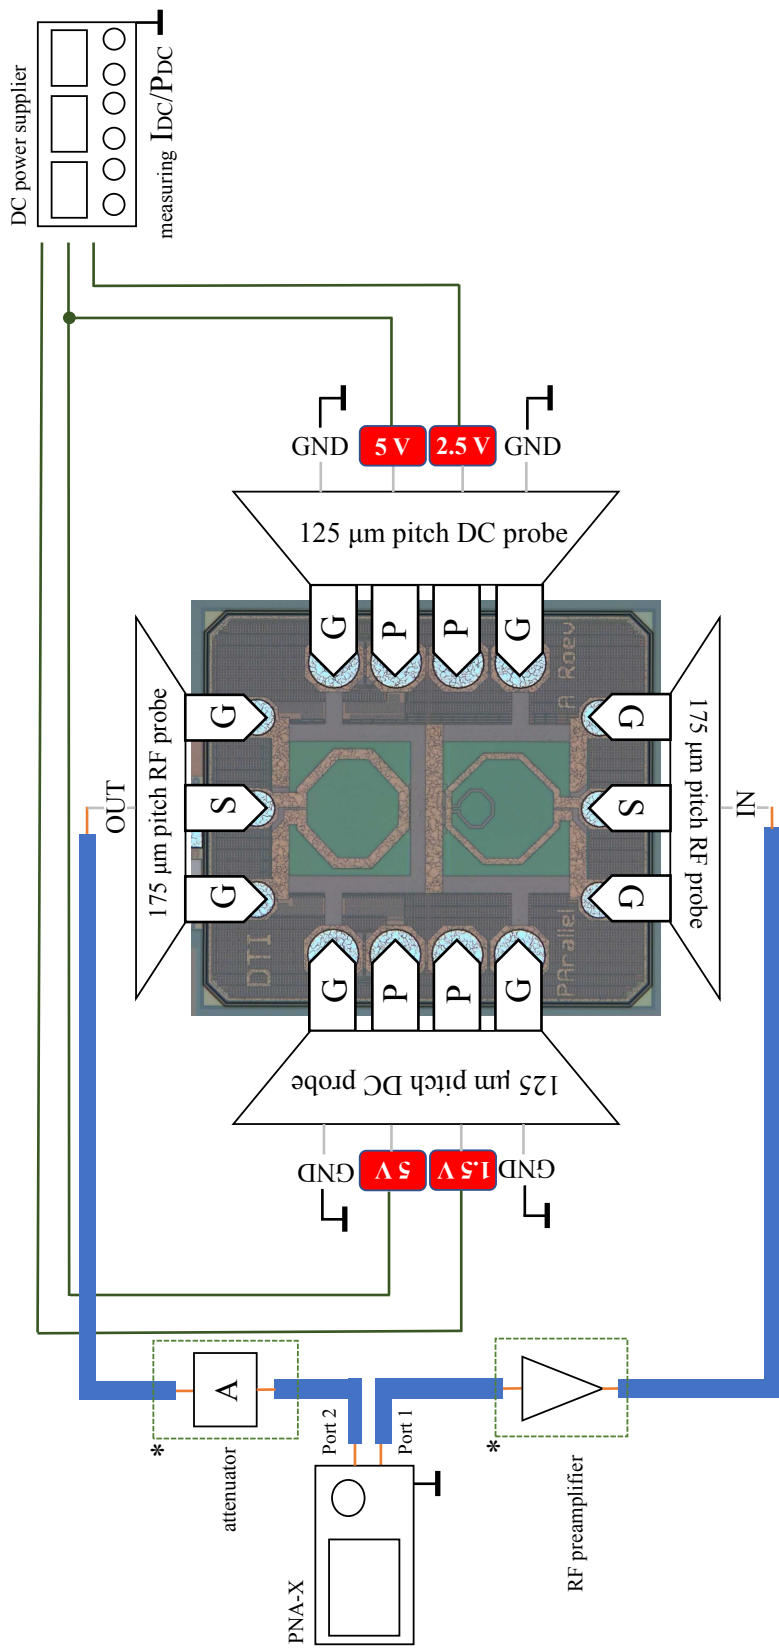 DC power supplier
measuring IDC/PDC
GND
5 V
2.5 V
GND
125 μm pitch DC probe
G
P
P
G
175 μm pitch RF probe
OUT
G
S
G
DTI
PArallel
A Roev
G
S
G
175 μm pitch RF probe
IN
G
P
P
G
125 μm pitch DC probe
GND
5 V
1.5 V
GND
A
*
attenuator
Port 2
Port 1
PNA-X
*
RF preamplifier